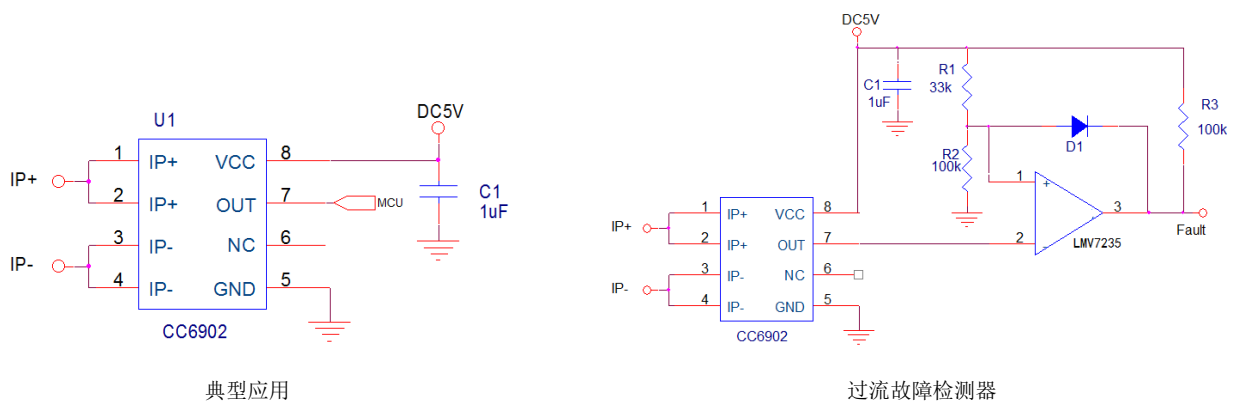 U1
DC5V
1 IP+ VCC 8
IP+
2 IP+ OUT 7 MCU
C1
1uF
3 IP- NC 6
IP-
4 IP- GND 5
CC6902
典型应用
DC5V
R1
33k
C1
1uF
R3
100k
D1
R2
100k
1 +
3
2 -
LMV7235
Fault
1 IP+ VCC 8
IP+
2 IP+ OUT 7
3 IP- NC 6
IP-
4 IP- GND 5
CC6902
过流故障检测器